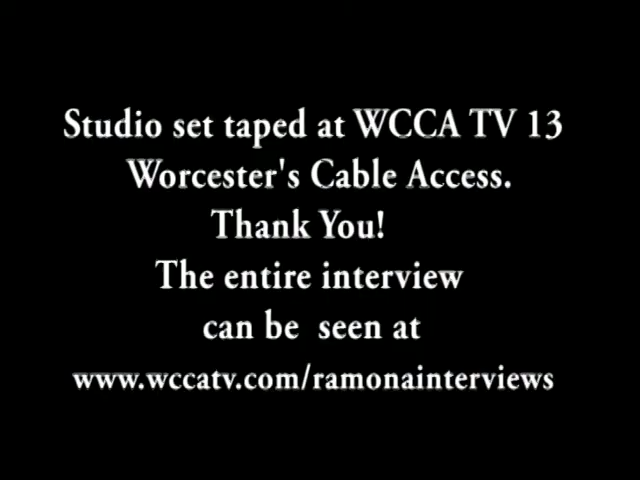 Studio set taped at WCCA TV 13
Worcester's Cable Access.
Thank You!
The entire interview
can be  seen at
www.wccatv.com/ramonainterviews